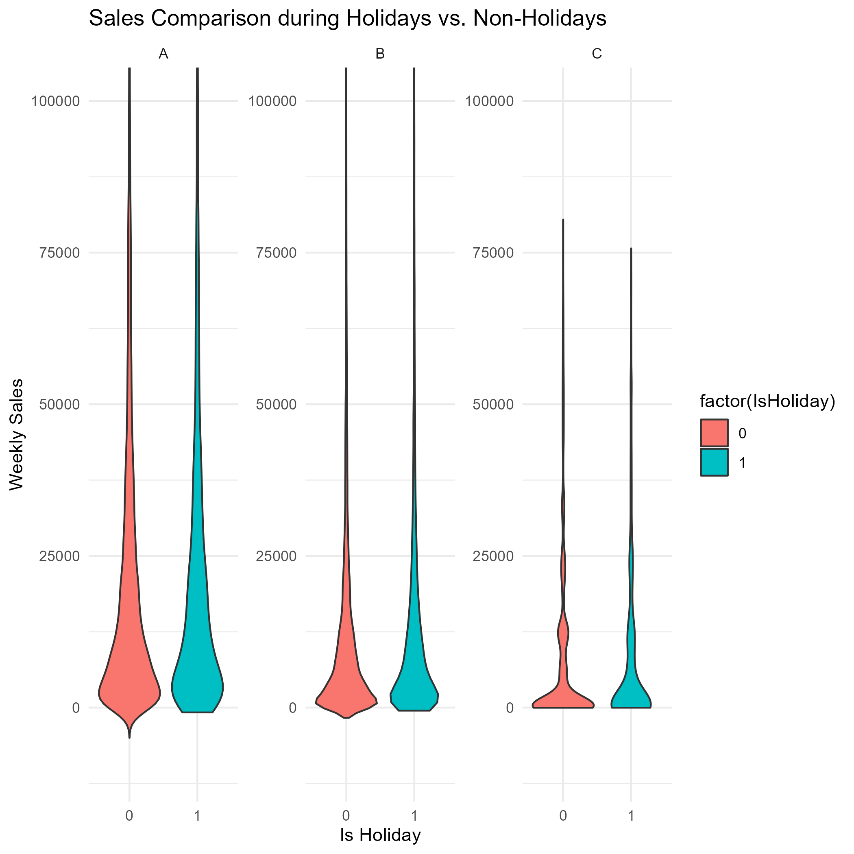 Sales Comparison during Holidays vs. Non-Holidays
A
B
C
100000
75000
50000
25000
0
100000
75000
50000
25000
0
100000
75000
50000
25000
0
Weekly Sales
0 1
0 1
0 1
Is Holiday
factor(IsHoliday)
0
1